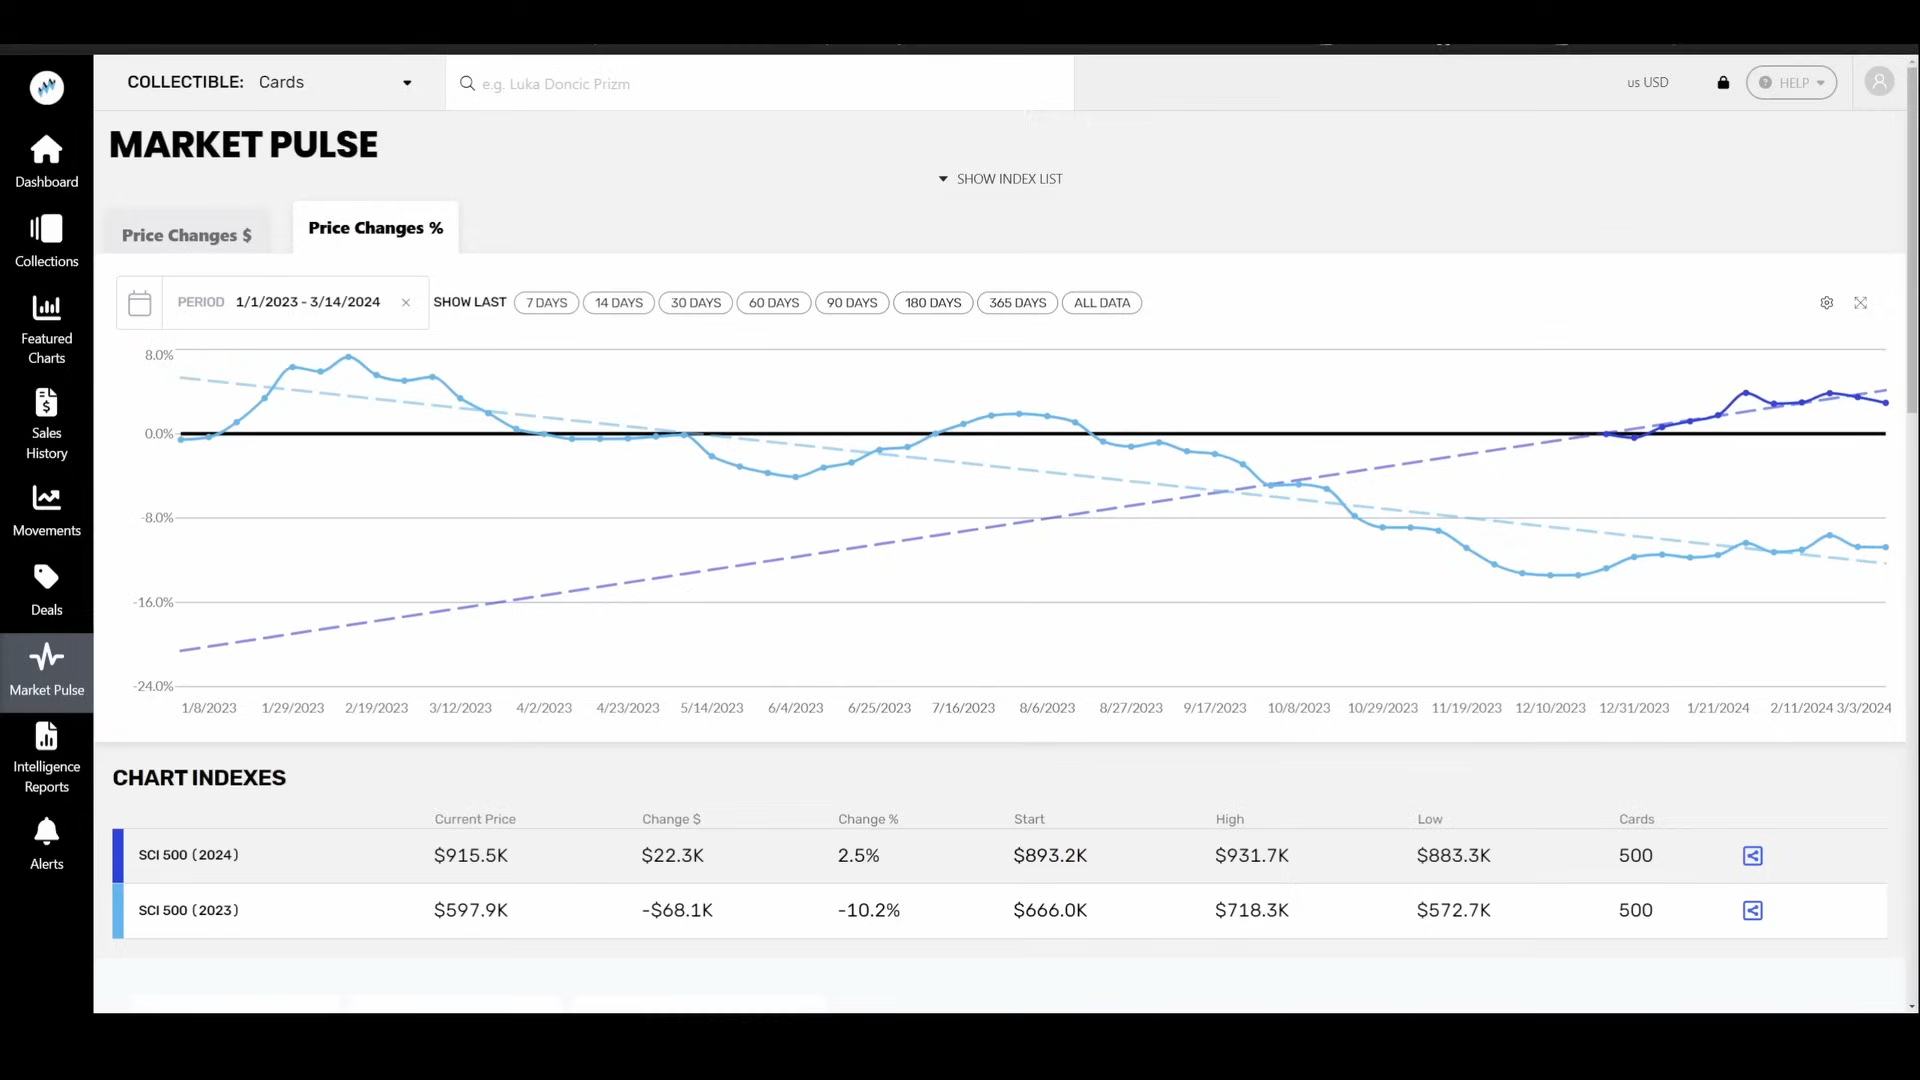 COLLECTIBLE: Cards
e.g. Luka Doncic Prizm
us USD
HELP
MARKET PULSE
SHOW INDEX LIST
Dashboard
Collections
Featured
Charts
Sales
History
Movements
Deals
Market Pulse
Intelligence
Reports
Alerts
Price Changes $
Price Changes %
PERIOD 1/1/2023 - 3/14/2024 × SHOW LAST 7 DAYS 14 DAYS 30 DAYS 60 DAYS 90 DAYS 180 DAYS 365 DAYS ALL DATA
8.0%
0.0%
-8.0%
-16.0%
-24.0%
1/8/2023 1/29/2023 2/19/2023 3/12/2023 4/2/2023 4/23/2023 5/14/2023 6/4/2023 6/25/2023 7/16/2023 8/6/2023 8/27/2023 9/17/2023 10/8/2023 10/29/2023 11/19/2023 12/10/2023 12/31/2023 1/21/2024 2/11/2024 3/3/2024
CHART INDEXES
Current Price Change $ Change % Start High Low Cards
SCI 500 (2024) $915.5K $22.3K 2.5% $893.2K $931.7K $883.3K 500
SCI 500 (2023) $597.9K -$68.1K -10.2% $666.0K $718.3K $572.7K 500